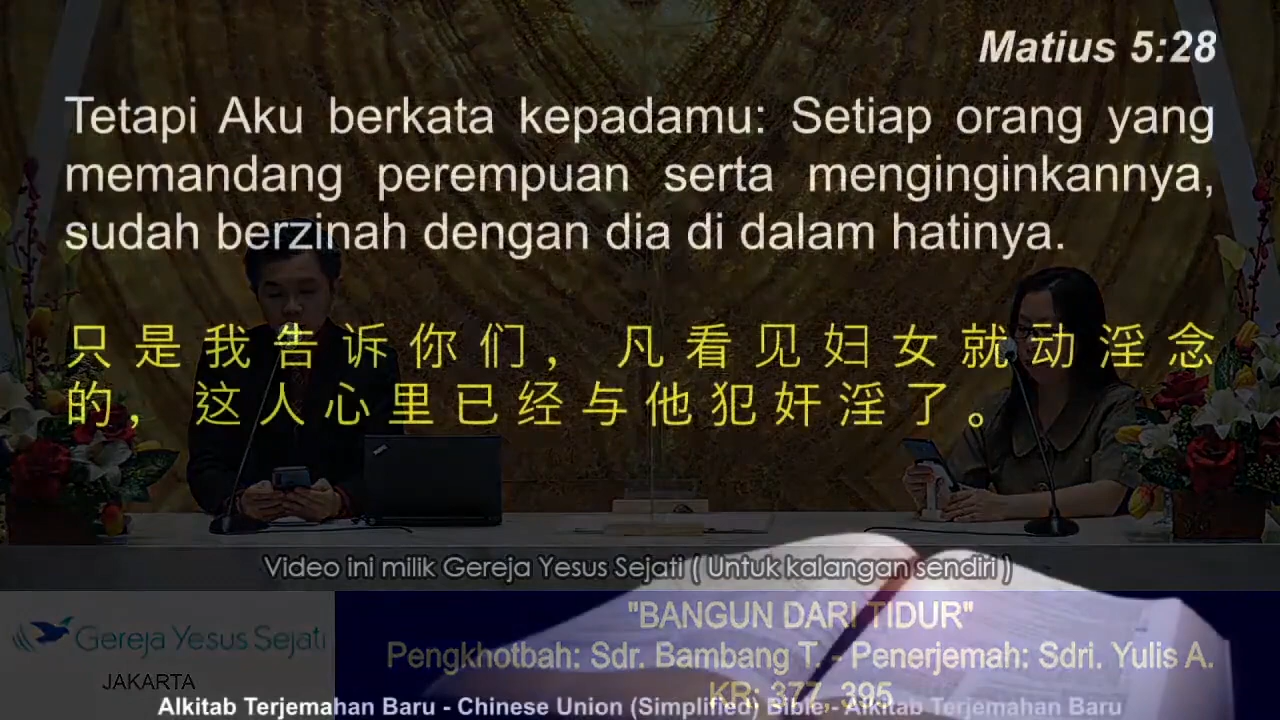 Matius 5:28
Tetapi Aku berkata kepadamu: Setiap orang yang
memandang perempuan serta menginginkannya,
sudah berzinah dengan dia di dalam hatinya.
只是我告诉你们，凡看见妇女就动淫念
的，这人心里已经与他犯奸淫了。
Video ini milik Gereja Yesus Sejati ( Untuk kalangan sendiri )
Gereja Yesus Sejati
JAKARTA
"BANGUN DARI TIDUR"
Pengkhotbah: Sdr. Bambang T. - Penerjemah: Sdri. Yulis A.
KR: 377, 395
Alkitab Terjemahan Baru - Chinese Union (Simplified) Bible - Alkitab Terjemahan Baru